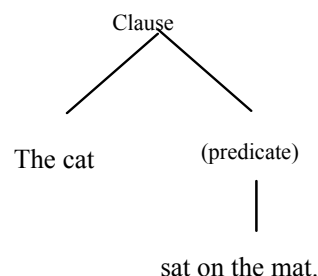 Clause
The cat
(predicate)
sat on the mat.